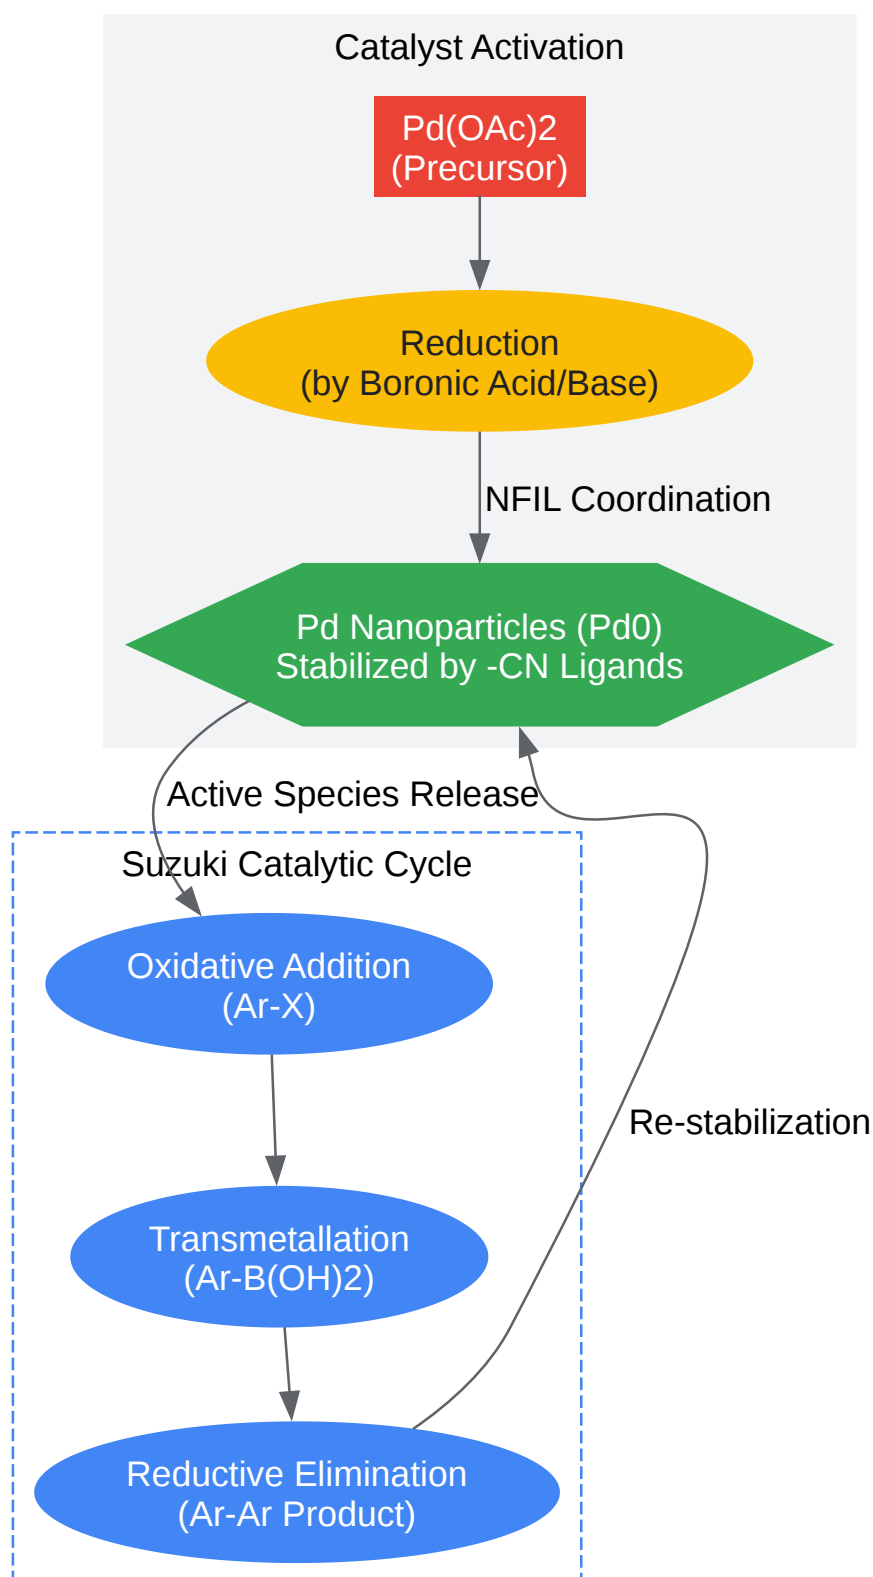 Catalyst Activation
Pd(OAc)2
(Precursor)
Reduction
(by Boronic Acid/Base)
NFIL Coordination
Pd Nanoparticles (Pd0)
Stabilized by -CN Ligands
Active Species Release
Suzuki Catalytic Cycle
Oxidative Addition
(Ar-X)
Re-stabilization
Transmetallation
(Ar-B(OH)2)
Reductive Elimination
(Ar-Ar Product)